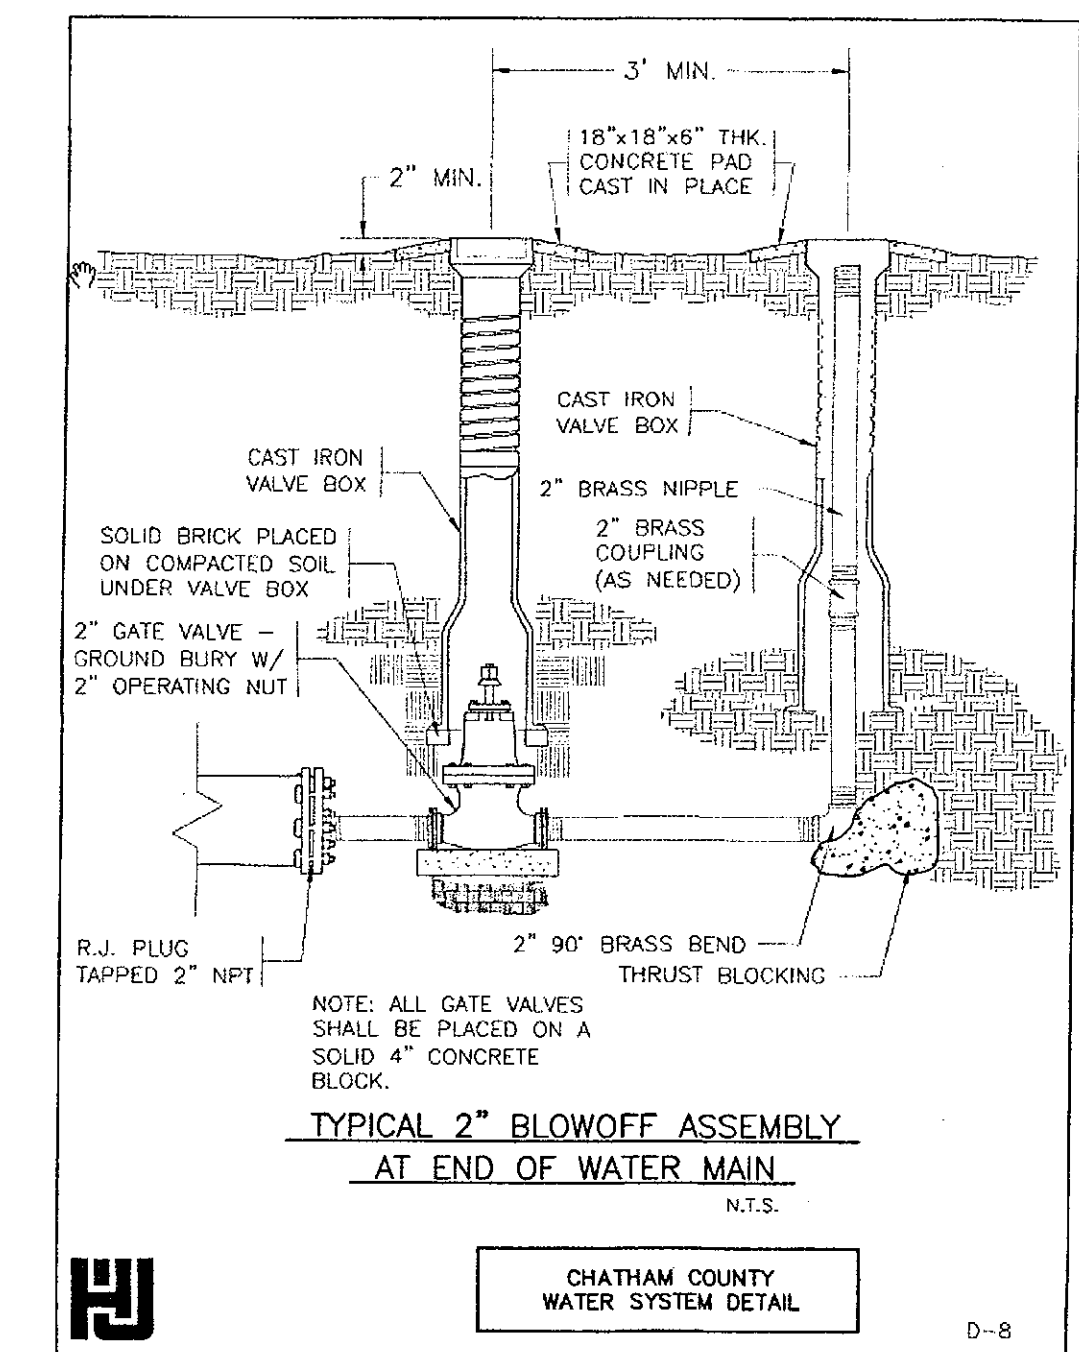 3' MIN.
18"x18"x6" THK.
CONCRETE PAD
CAST IN PLACE
2" MIN.
CAST IRON
VALVE BOX
CAST IRON
VALVE BOX
2" BRASS NIPPLE
SOLID BRICK PLACED
ON COMPACTED SOIL
UNDER VALVE BOX
2" BRASS
COUPLING
(AS NEEDED)
2" GATE VALVE –
GROUND BURY W/
2" OPERATING NUT
R.J. PLUG
TAPPED 2" NPT
2" 90° BRASS BEND
THRUST BLOCKING
NOTE: ALL GATE VALVES
SHALL BE PLACED ON A
SOLID 4" CONCRETE
BLOCK.
TYPICAL 2" BLOWOFF ASSEMBLY
AT END OF WATER MAIN
N.T.S.
HJ
CHATHAM COUNTY
WATER SYSTEM DETAIL
D-8